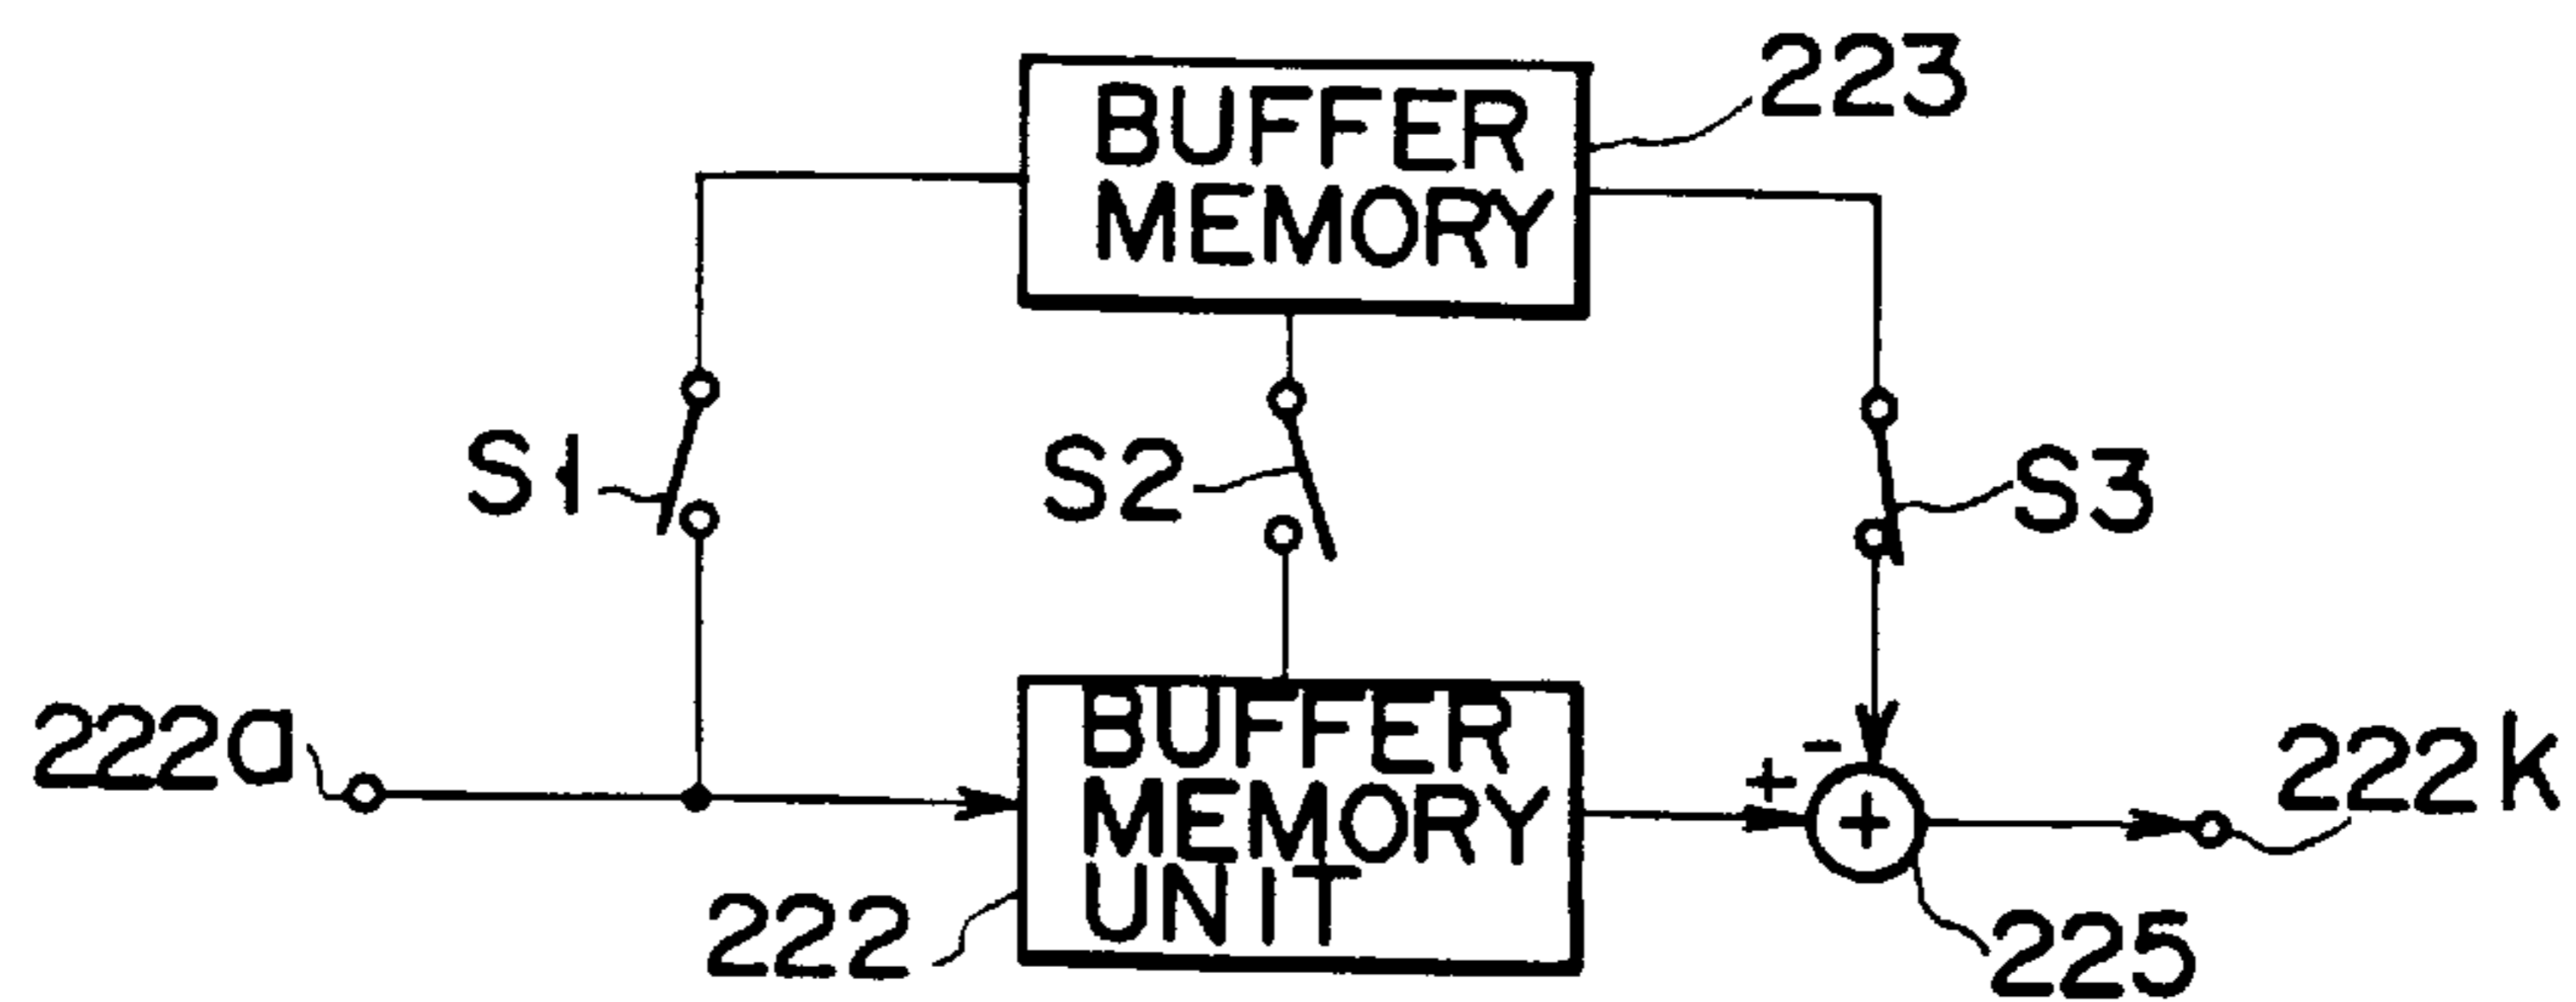 BUFFER
MEMORY
223
S1
S2
S3
222a
BUFFER
MEMORY
UNIT
+
-
+
222k
222
225